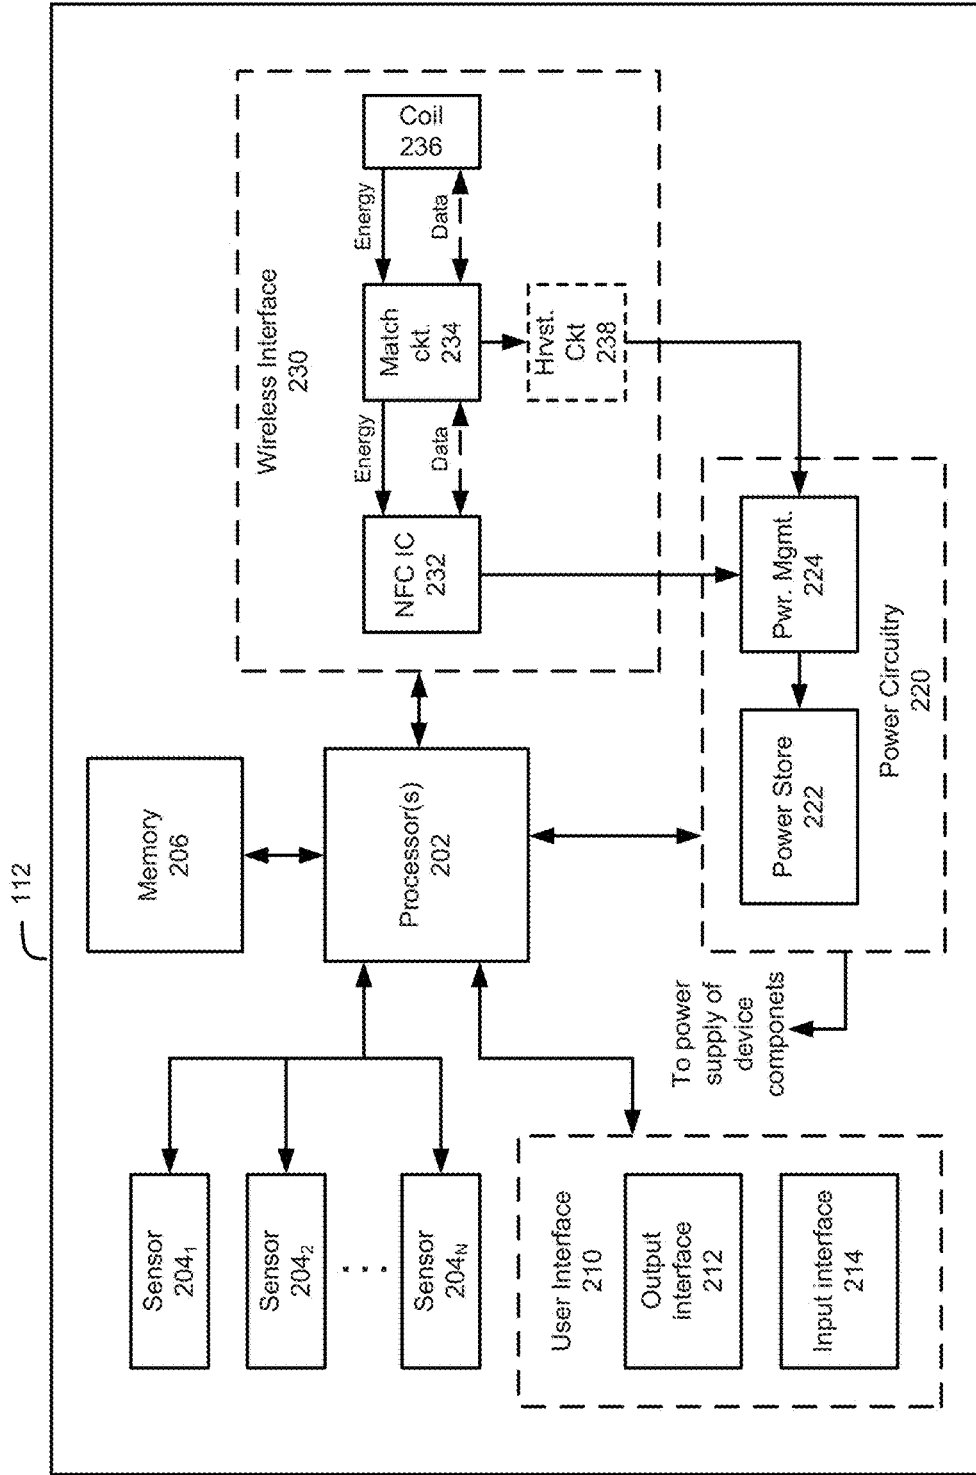 112
Sensor
204₁
Sensor
204₂
Sensor
204N
Memory
206
Processor(s)
202
User Interface
210
Output
interface
212
Input interface
214
Wireless Interface
230
NFC IC
232
Energy
Data
Match
ckt.
234
Energy
Data
Coil
236
Hrvst.
Ckt
238
To power
supply of
device
componets
Power Store
222
Pwr. Mgmt.
224
Power Circuitry
220